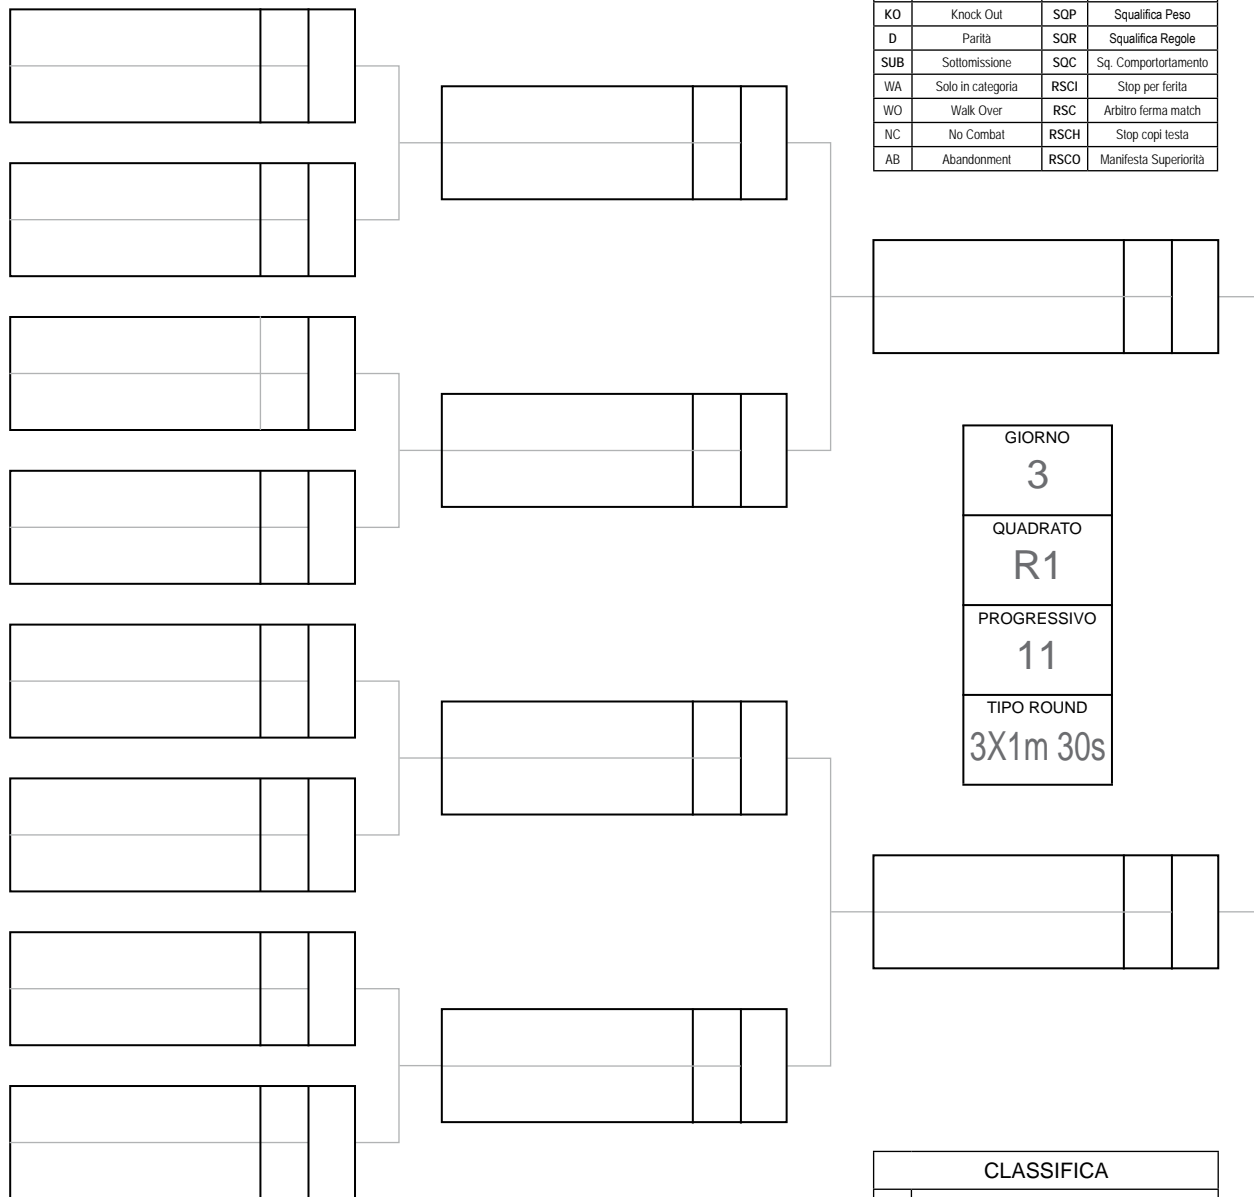 KO Knock Out SQP Squalifica Peso
D Parità SQR Squalifica Regole
SUB Sottomissione SQC Sq. Comportortamento
WA Solo in categoria RSCI Stop per ferita
WO Walk Over RSC Arbitro ferma match
NC No Combat RSCH Stop copi testa
AB Abandonment RSCO Manifesta Superiorità
GIORNO
3
QUADRATO
R1
PROGRESSIVO
11
TIPO ROUND
3X1m 30s
CLASSIFICA